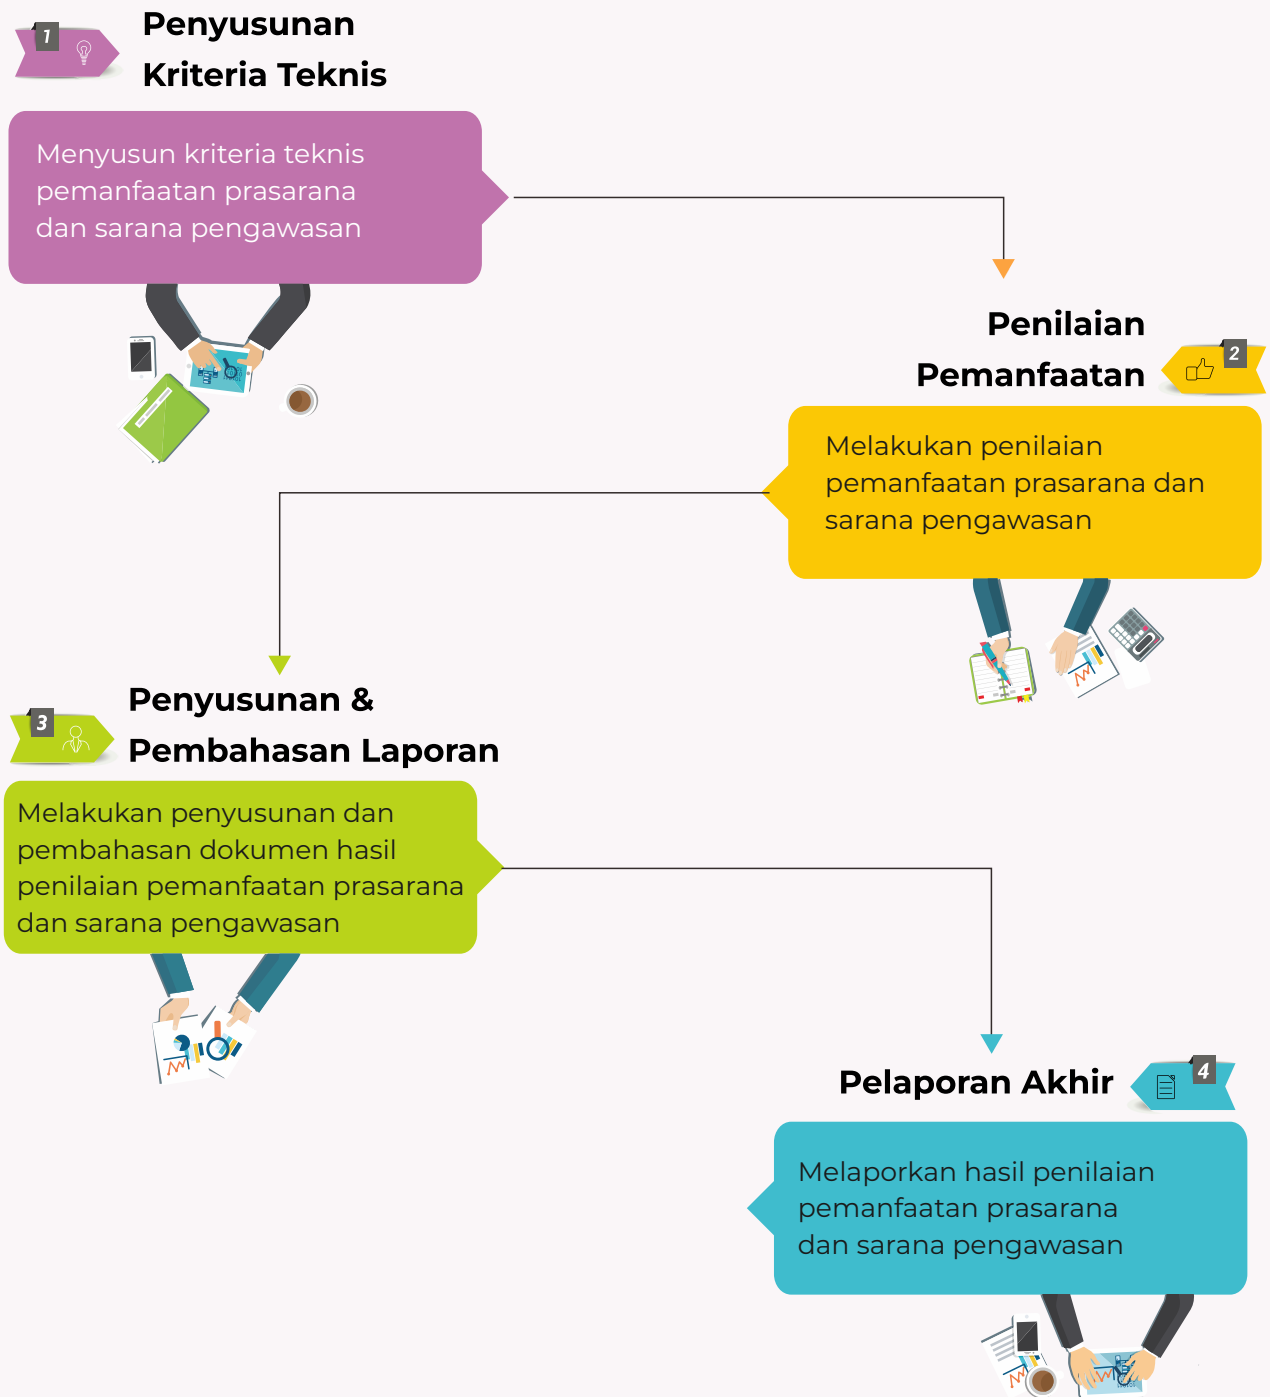 1
Penyusunan
Kriteria Teknis
Menyusun kriteria teknis
pemanfaatan prasarana
dan sarana pengawasan
Penilaian
Pemanfaatan
2
Melakukan penilaian
pemanfaatan prasarana dan
sarana pengawasan
3
Penyusunan &
Pembahasan Laporan
Melakukan penyusunan dan
pembahasan dokumen hasil
penilaian pemanfaatan prasarana
dan sarana pengawasan
Pelaporan Akhir
4
Melaporkan hasil penilaian
pemanfaatan prasarana
dan sarana pengawasan